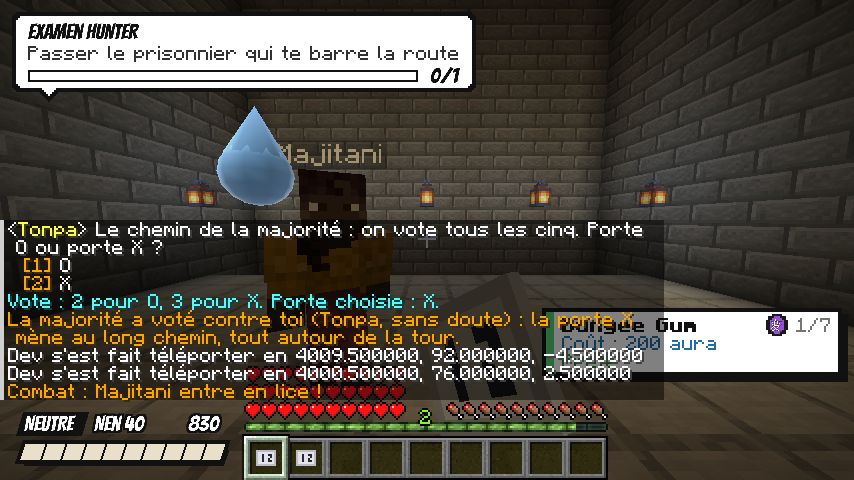 EXAMEN HUNTER
Passer le prisonnier qui te barre la route
0/1
Majitani
<Tonpa> Le chemin de la majorité : on vote tous les cinq. Porte
O ou porte X ?
[1] O
[2] X
Vote : 2 pour O, 3 pour X. Porte choisie : X.
La majorité a voté contre toi (Tonpa, sans doute) : la porte X
mène au long chemin, tout autour de la tour.
Bungee Gum
1/7
Coût : 200 aura
Dev s'est fait téléporter en 4009.500000, 92.000000, -4.500000
Dev s'est fait téléporter en 4000.500000, 76.000000, 2.500000
Combat : Majitani entre en lice !
NEUTRE
NEN 40
830
2
12
12